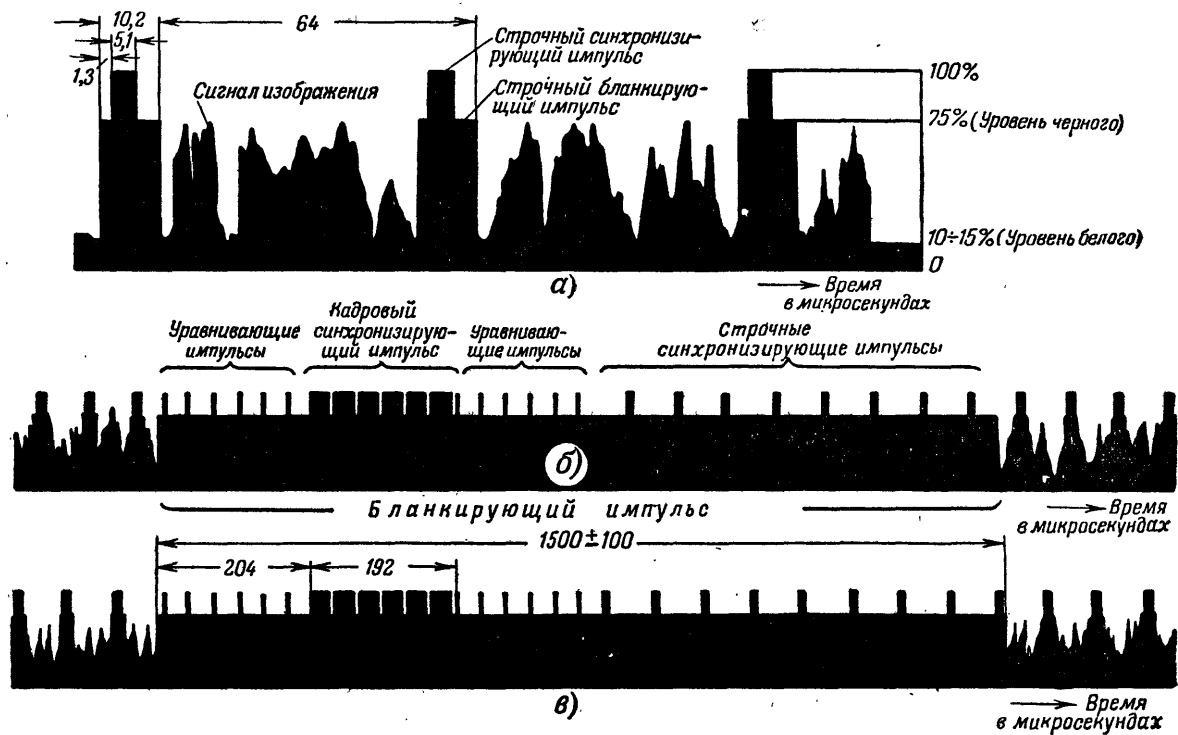 10,2
64
5,1
1,3
Строчный синхронизи-
рующий импульс
Сигнал изображения
Строчный бланкирую-
щий импульс
100%
75% (Уровень черного)
10÷15% (Уровень белого)
0
а)
Время
в микросекундах
Уравнивающие
импульсы
Кадровый
синхронизирую-
щий импульс
Уравниваю-
щие импульсы
Строчные
синхронизирующие импульсы
б)
Бланкирующий импульс
Время
в микросекундах
1500±100
204
192
в)
Время
в микросекундах